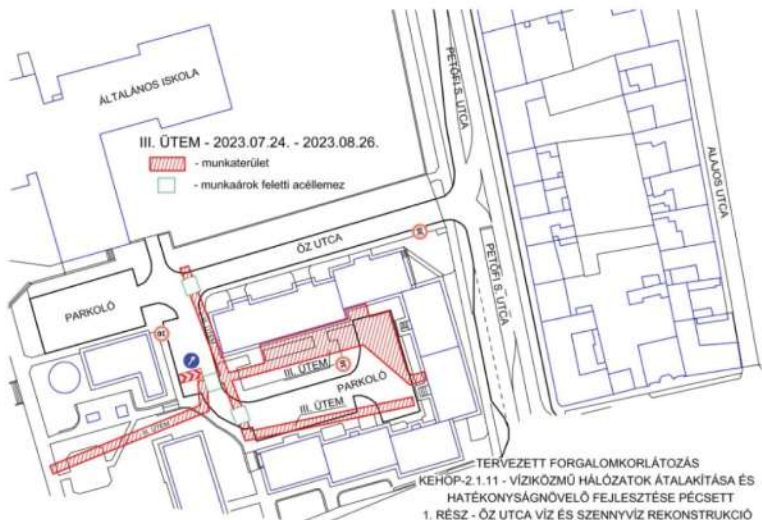 PETŐFI S. UTCA
ÁLTALÁNOS ISKOLA
III. ÜTEM - 2023.07.24. - 2023.08.26.
- munkaterület
- munkaárok feletti acéllemez
ALAJOS UTCA
ŐZ UTCA
PETŐFI S. UTCA
PARKOLÓ
III. ÜTEM
III. ÜTEM
PARKOLÓ
III. ÜTEM
III. ÜTEM
TERVEZETT FORGALOMKORLÁTOZÁS
KEHOP-2.1.11 - VÍZIKÖZMŰ HÁLÓZATOK ÁTALAKÍTÁSA ÉS
HATÉKONYSÁGNÖVELŐ FEJLESZTÉSE PÉCSETT
1. RÉSZ - ŐZ UTCA VÍZ ÉS SZENNYVÍZ REKONSTRUKCIÓ